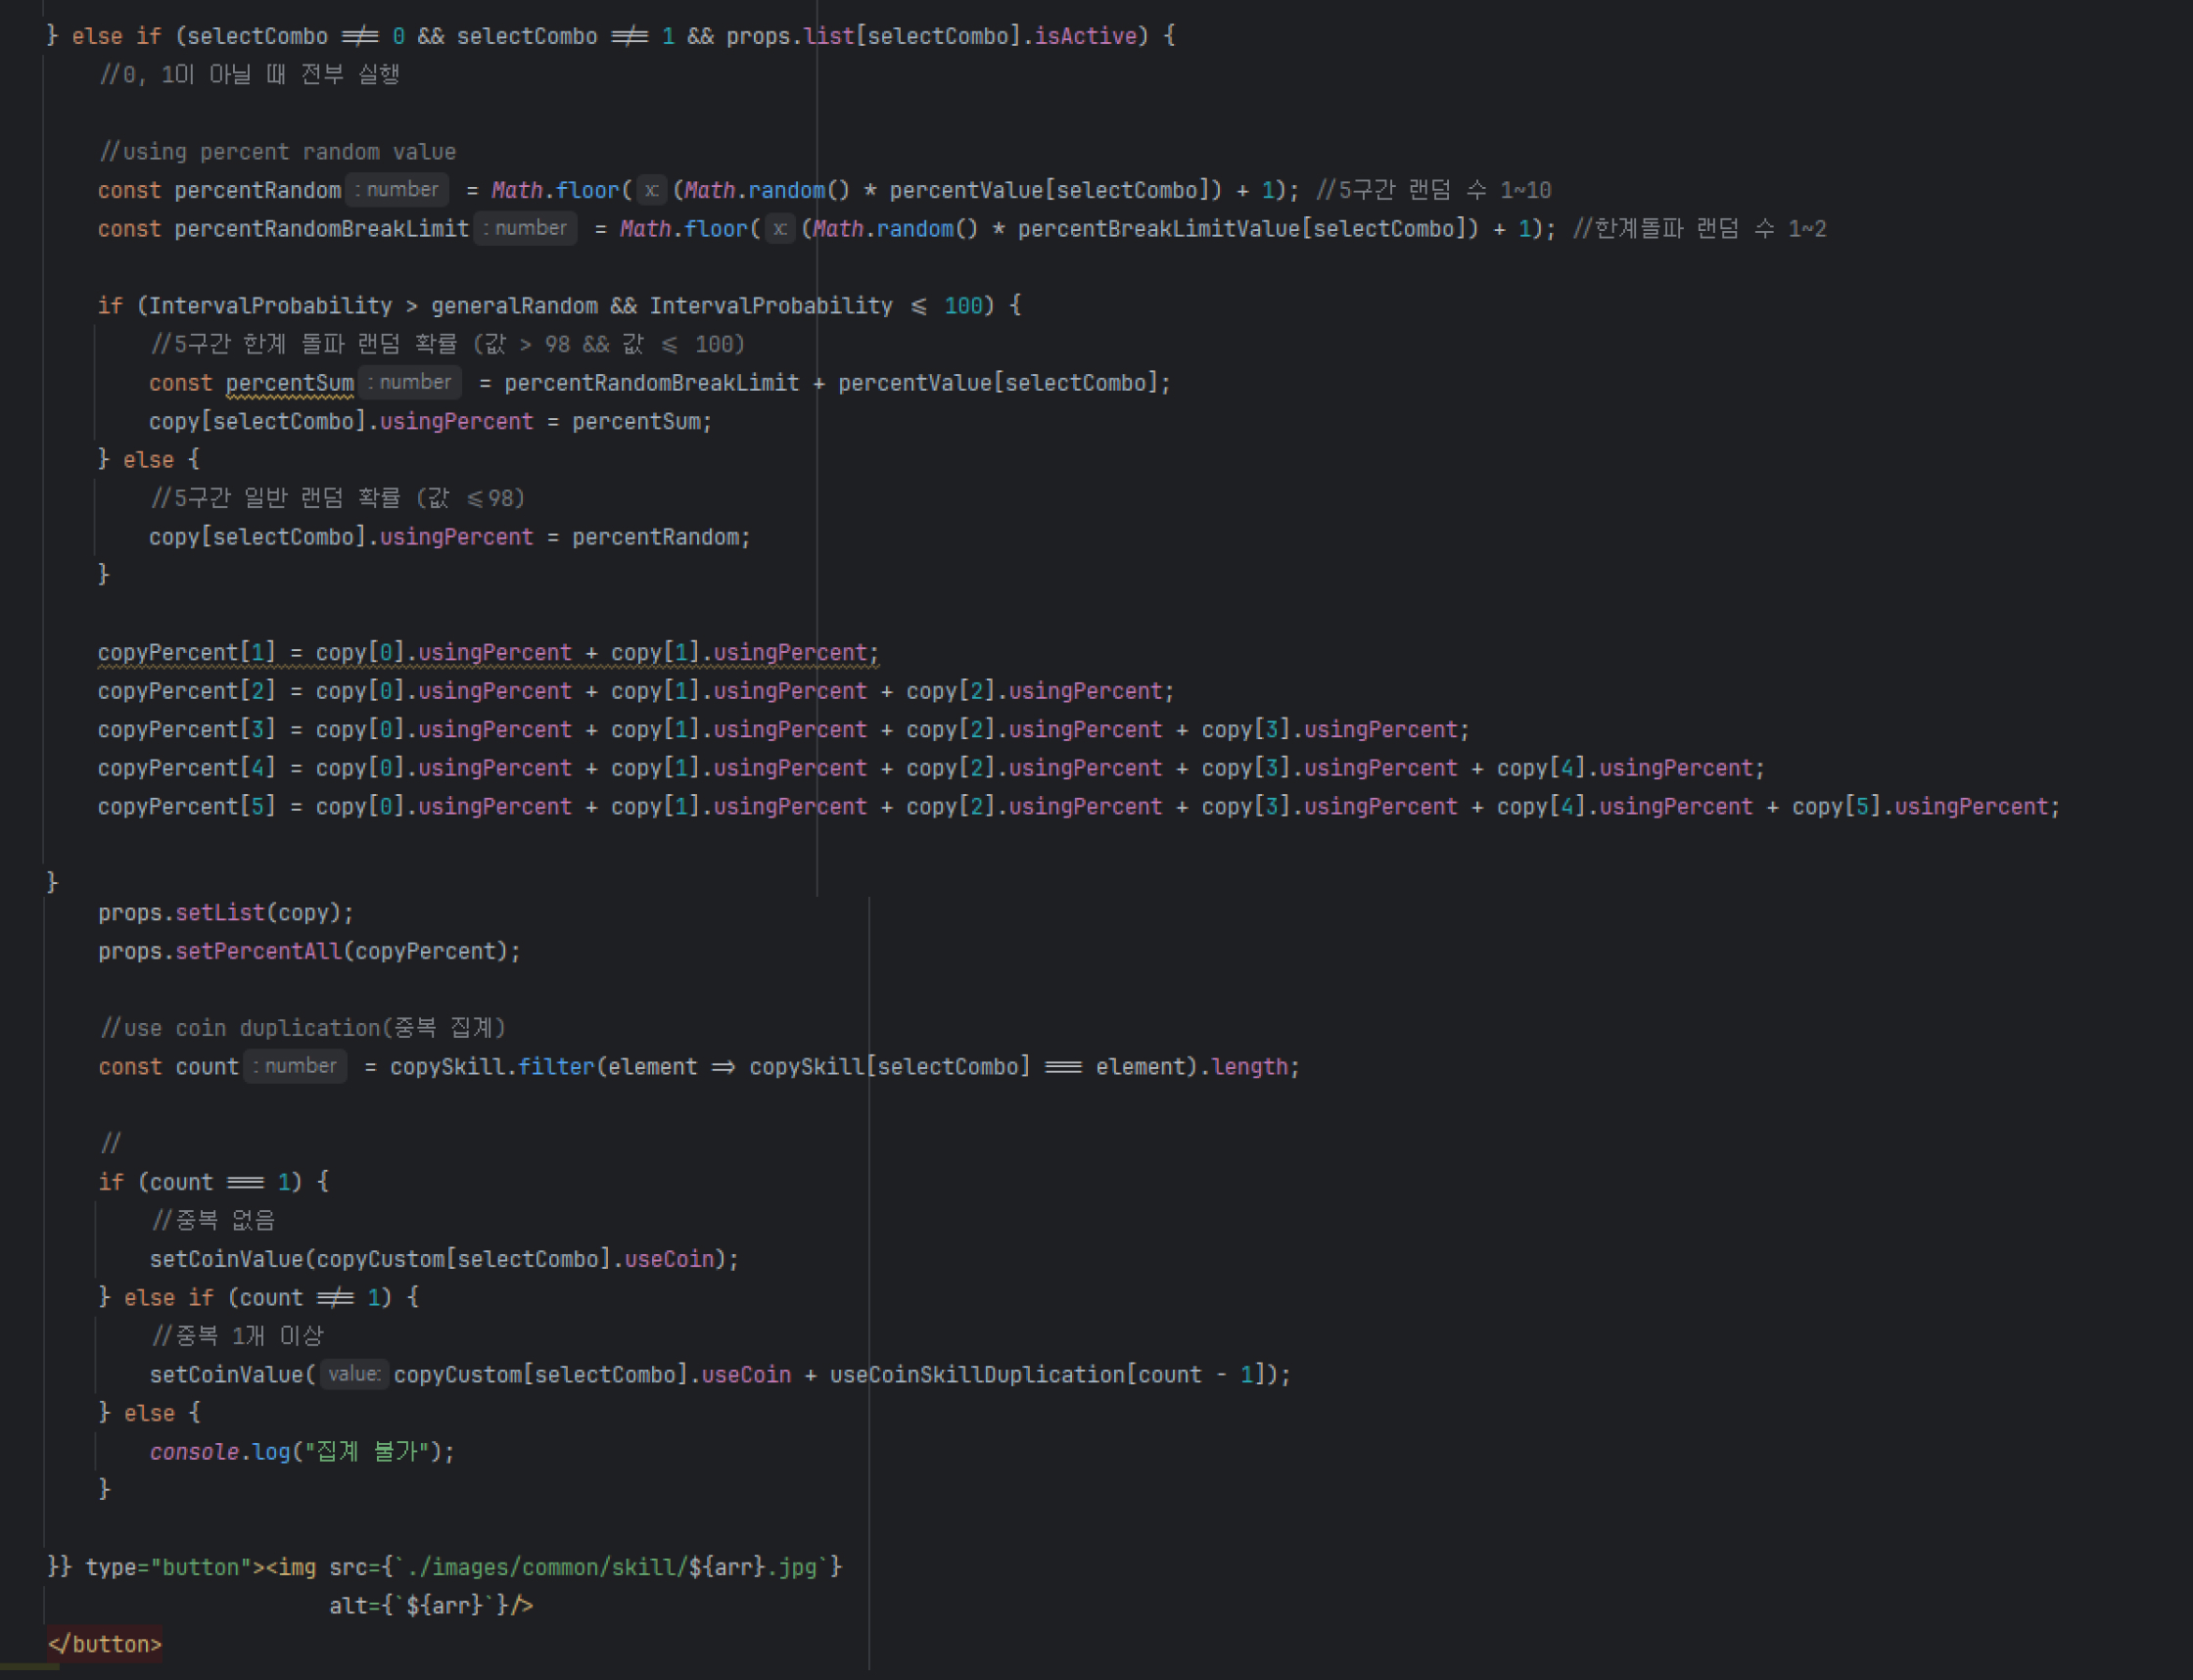 } else if (selectCombo !== 0 && selectCombo !== 1 && props.list[selectCombo].isActive) {
//0, 1이 아닐 때 전부 실행
//using percent random value
const percentRandom : number = Math.floor( x: (Math.random() * percentValue[selectCombo]) + 1); //5구간 랜덤 수 1~10
const percentRandomBreakLimit : number = Math.floor( x: (Math.random() * percentBreakLimitValue[selectCombo]) + 1); //한계돌파 랜덤 수 1~2
if (IntervalProbability > generalRandom && IntervalProbability <= 100) {
//5구간 한계 돌파 랜덤 확률 (값 > 98 && 값 <= 100)
const percentSum : number = percentRandomBreakLimit + percentValue[selectCombo];
copy[selectCombo].usingPercent = percentSum;
} else {
//5구간 일반 랜덤 확률 (값 <=98)
copy[selectCombo].usingPercent = percentRandom;
}
copyPercent[1] = copy[0].usingPercent + copy[1].usingPercent;
copyPercent[2] = copy[0].usingPercent + copy[1].usingPercent + copy[2].usingPercent;
copyPercent[3] = copy[0].usingPercent + copy[1].usingPercent + copy[2].usingPercent + copy[3].usingPercent;
copyPercent[4] = copy[0].usingPercent + copy[1].usingPercent + copy[2].usingPercent + copy[3].usingPercent + copy[4].usingPercent;
copyPercent[5] = copy[0].usingPercent + copy[1].usingPercent + copy[2].usingPercent + copy[3].usingPercent + copy[4].usingPercent + copy[5].usingPercent;
}
props.setList(copy);
props.setPercentAll(copyPercent);
//use coin duplication(중복 집계)
const count : number = copySkill.filter(element => copySkill[selectCombo] === element).length;
//
if (count === 1) {
//중복 없음
setCoinValue(copyCustom[selectCombo].useCoin);
} else if (count !== 1) {
//중복 1개 이상
setCoinValue( value: copyCustom[selectCombo].useCoin + useCoinSkillDuplication[count - 1]);
} else {
console.log("집계 불가");
}
}} type="button"><img src={`./images/common/skill/${arr}.jpg`}
alt={`${arr}`}/>
</button>